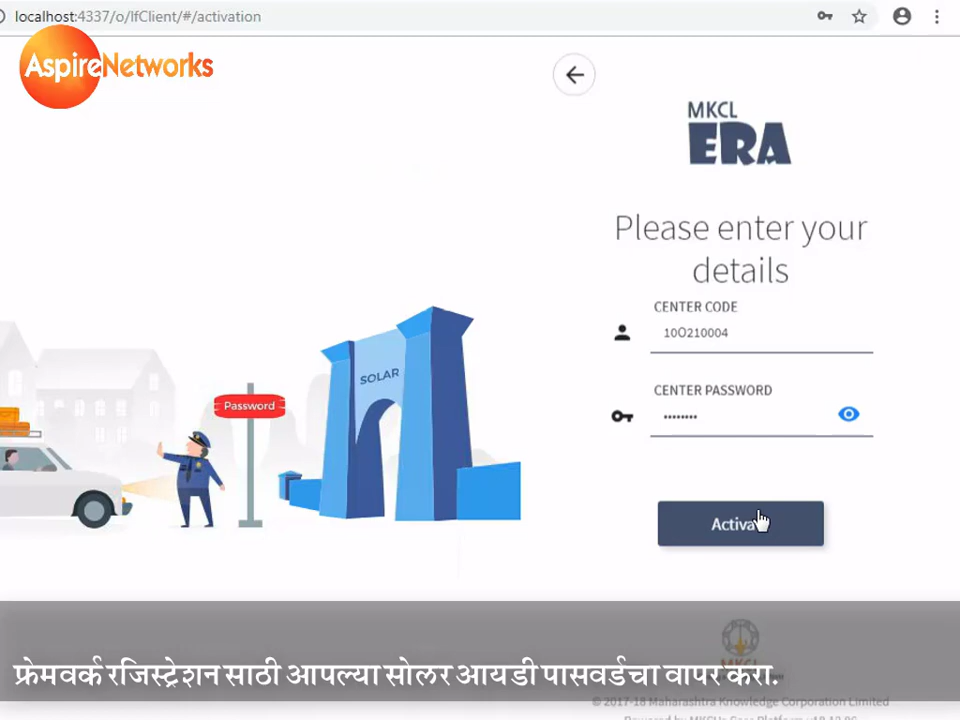 localhost:4337/o/lfClient/#/activation
AspireNetworks
MKCL
ERA
Please enter your
details
CENTER CODE
10O210004
CENTER PASSWORD
••••••••
SOLAR
Password
Activa
फ्रेमवर्क रजिस्ट्रेशन साठी आपल्या सोलर आयडी पासवर्डचा वापर करा.
MKCL
© 2017-18 Maharashtra Knowledge Corporation Limited